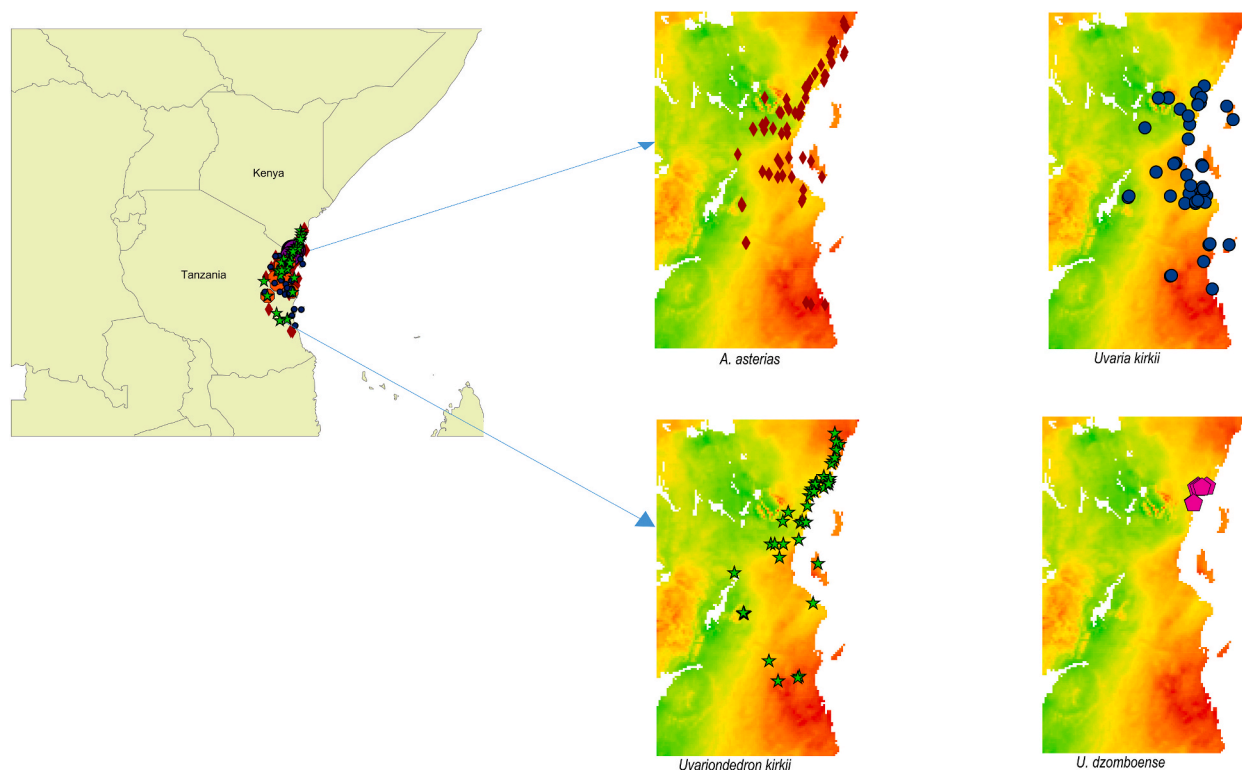 Kenya
Tanzania
A. asterias
Uvaria kirkii
Uvariondedron kirkii
U. dzomboense